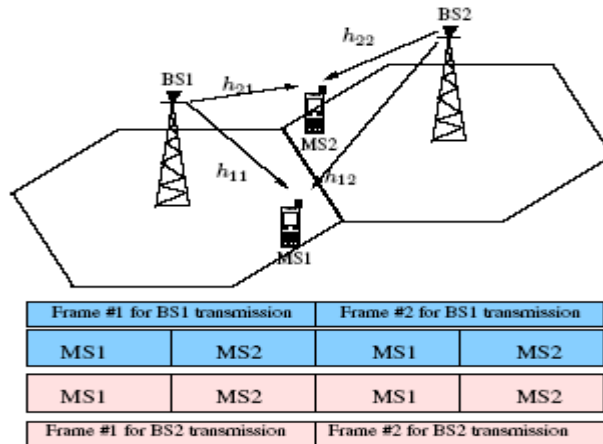 BS2
h22
BS1
h21
MS2
h12
h11
MS1
Frame #1 for BS1 transmission Frame #2 for BS1 transmission
MS1 MS2 MS1 MS2
MS1 MS2 MS1 MS2
Frame #1 for BS2 transmission Frame #2 for BS2 transmission